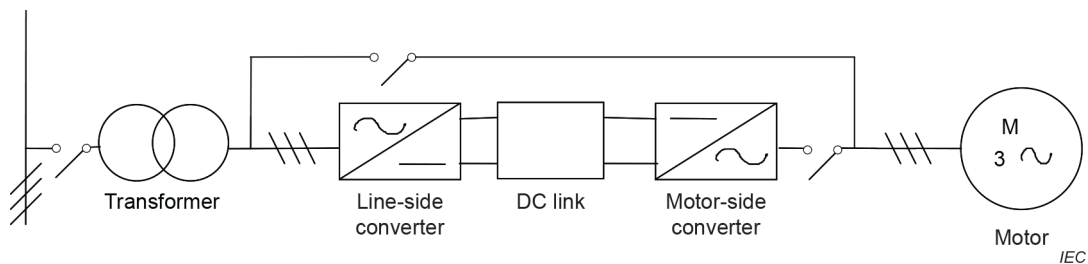 M
3
Transformer
Line-side
converter
DC link
Motor-side
converter
Motor
IEC